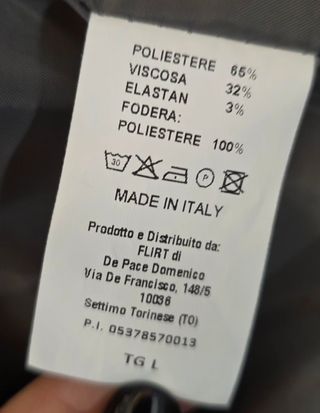 POLIESTERE 65%
VISCOSA 32%
ELASTAN 3%
FODERA:
POLIESTERE 100%
30 P
MADE IN ITALY
Prodotto e Distribuito da:
FLIRT di
De Pace Domenico
Via De Francisco, 148/5
10036
Settimo Torinese (TO)
P.I. 05378570013
TG L